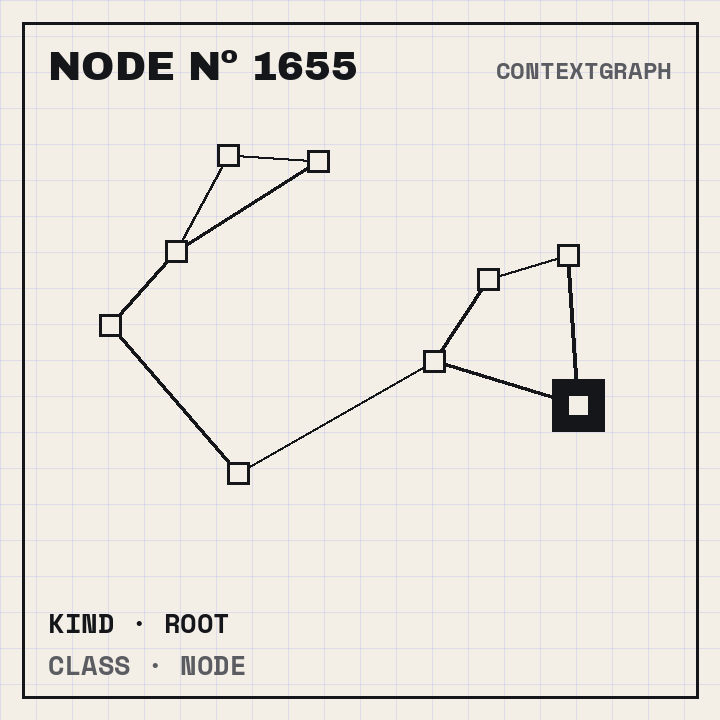 NODE Nº 1655
CONTEXTGRAPH
KIND · ROOT
CLASS · NODE